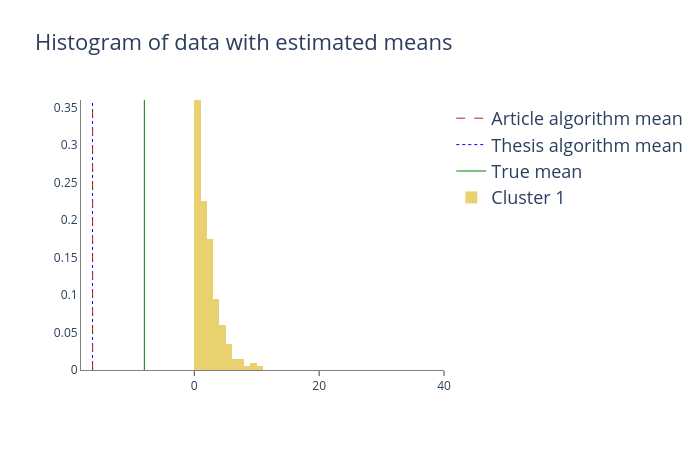 Histogram of data with estimated means
Article algorithm mean
Thesis algorithm mean
True mean
Cluster 1
0.35
0.3
0.25
0.2
0.15
0.1
0.05
0
0 20 40